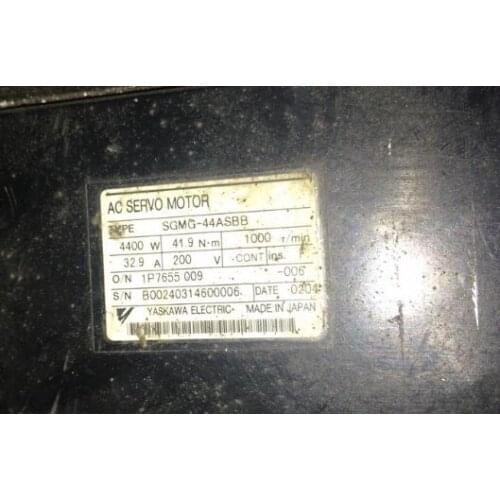 AC SERVO MOTOR
TYPE SGMG-44ASBB
4400 W 41.9 N·m 1000 r/min
32.9 A 200 V CONT ins.
O/N 1P7655 009 -006
S/N B00240314600006 DATE 0204
YASKAWA ELECTRIC MADE IN JAPAN